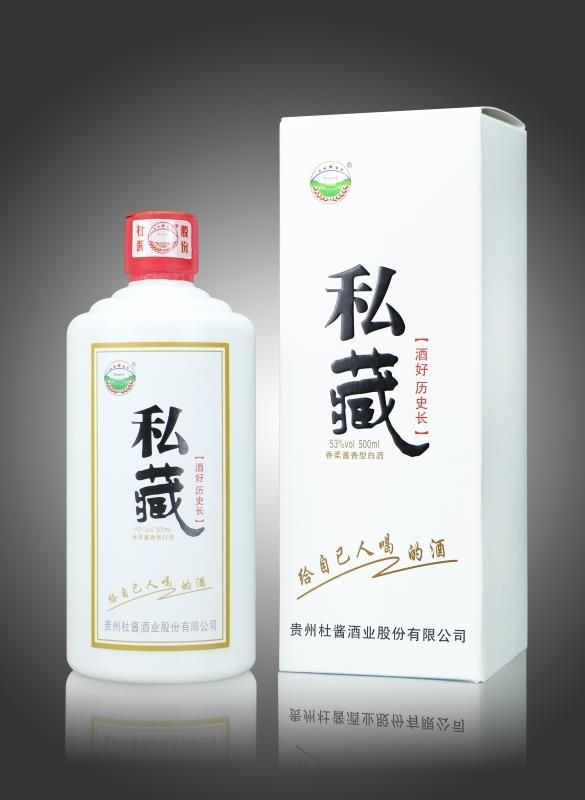 杜酱
股份
私藏
【酒好 历史长】
53%vol 500ml
香柔酱香型白酒
给自己人喝的酒
贵州杜酱酒业股份有限公司
®
私藏
【酒好 历史长】
53%vol 500ml
香柔酱香型白酒
给自己人喝的酒
贵州杜酱酒业股份有限公司